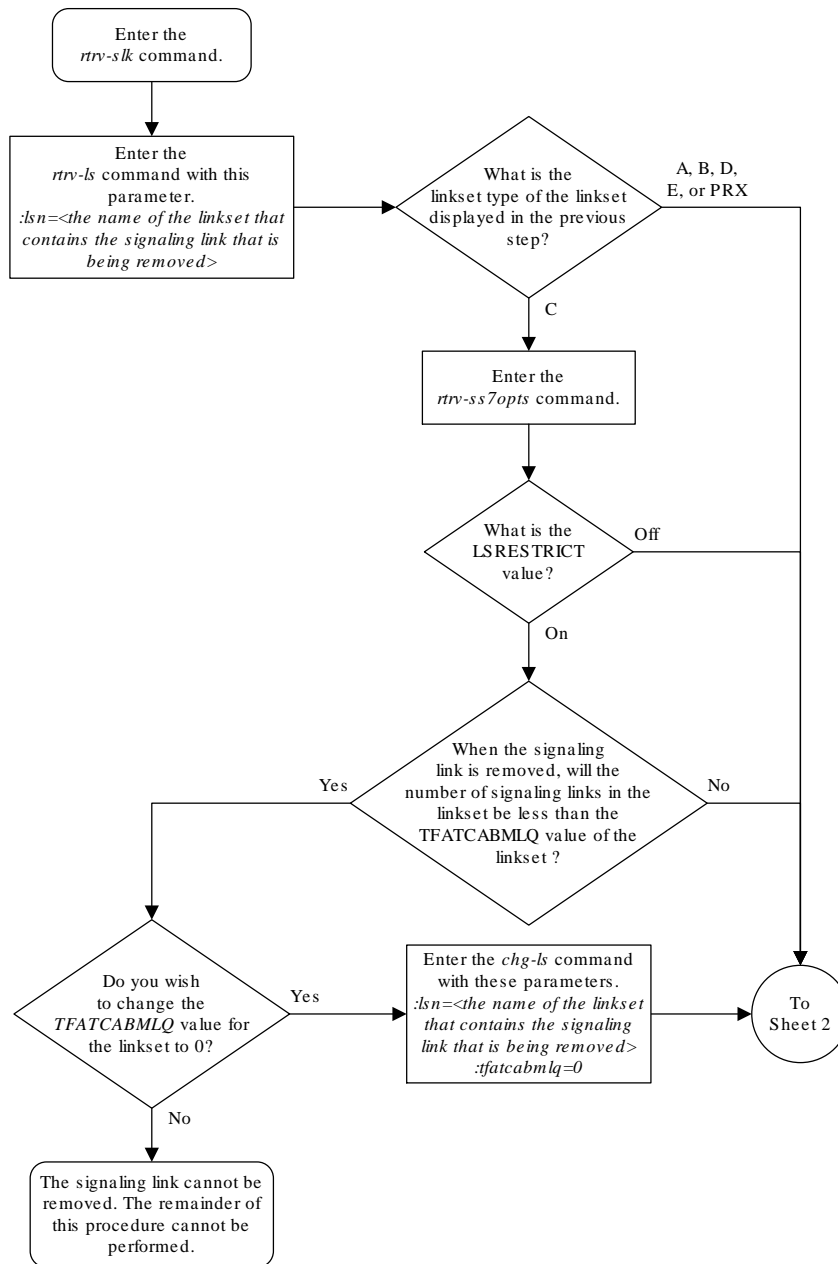 Enter the
rtrv-slk command.
Enter the
rtrv-ls command with this
parameter.
:lsn=<the name of the linkset that
contains the signaling link that is
being removed>
What is the
linkset type of the linkset
displayed in the previous
step?
A, B, D,
E, or PRX
C
Enter the
rtrv-ss7opts command.
What is the
LSRESTRICT
value?
Off
On
When the signaling
link is removed, will the
number of signaling links in the
linkset be less than the
TFATCABMLQ value of the
linkset ?
Yes
No
Do you wish
to change the
TFATCABMLQ value for
the linkset to 0?
Yes
No
Enter the chg-ls command
with these parameters.
:lsn=<the name of the linkset
that contains the signaling
link that is being removed>
:tfatcabmlq=0
To
Sheet 2
The signaling link cannot be
removed. The remainder of
this procedure cannot be
performed.